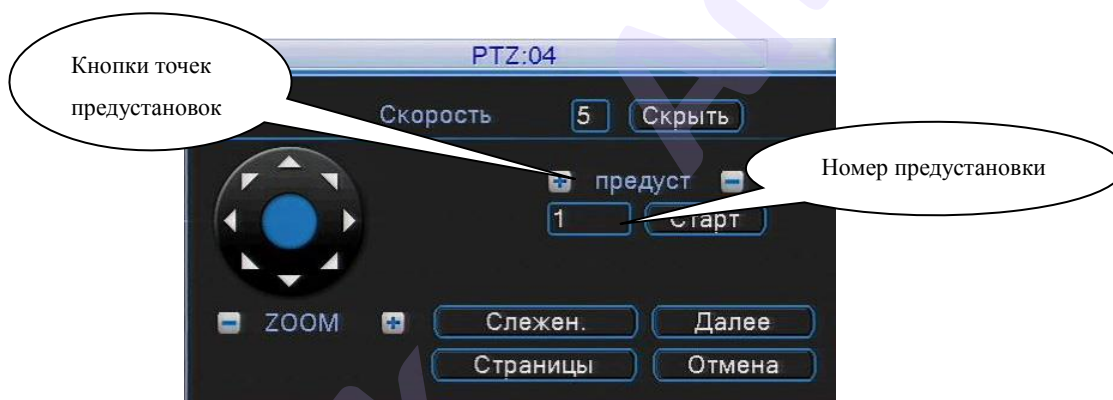 Кнопки точек
предустановок
PTZ:04
Скорость 5 Скрыть
предуст
Номер предустановки
1 Старт
ZOOM Слежен. Далее
Страницы Отмена